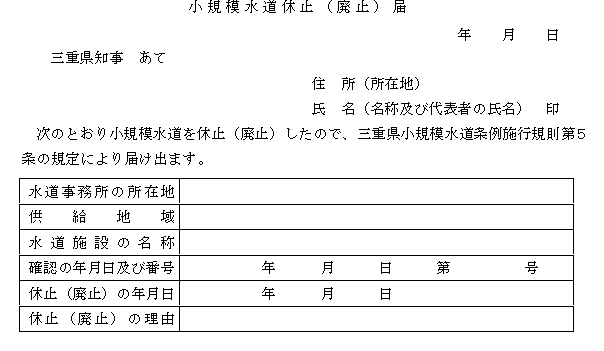 小規模水道休止（廃止）届
年　　月　　日
三重県知事　あて
住　所（所在地）
氏　名（名称及び代表者の氏名）　印
次のとおり小規模水道を休止（廃止）したので、三重県小規模水道条例施行規則第５
条の規定により届け出ます。
水道事務所の所在地
供給地域
水道施設の名称
確認の年月日及び番号　年　月　日　第　号
休止（廃止）の年月日　年　月　日
休止（廃止）の理由